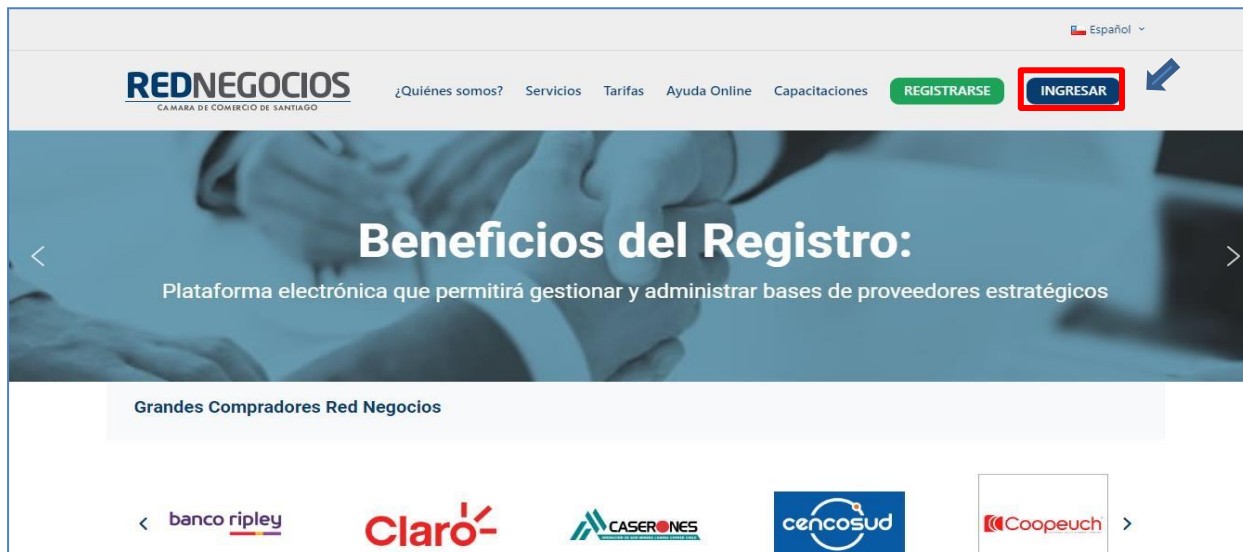 Español
REDNEGOCIOS
CAMARA DE COMERCIO DE SANTIAGO
¿Quiénes somos? Servicios Tarifas Ayuda Online Capacitaciones REGISTRARSE INGRESAR
Beneficios del Registro:
Plataforma electrónica que permitirá gestionar y administrar bases de proveedores estratégicos
Grandes Compradores Red Negocios
banco ripley Claro CASERONES cencosud Coopeuch